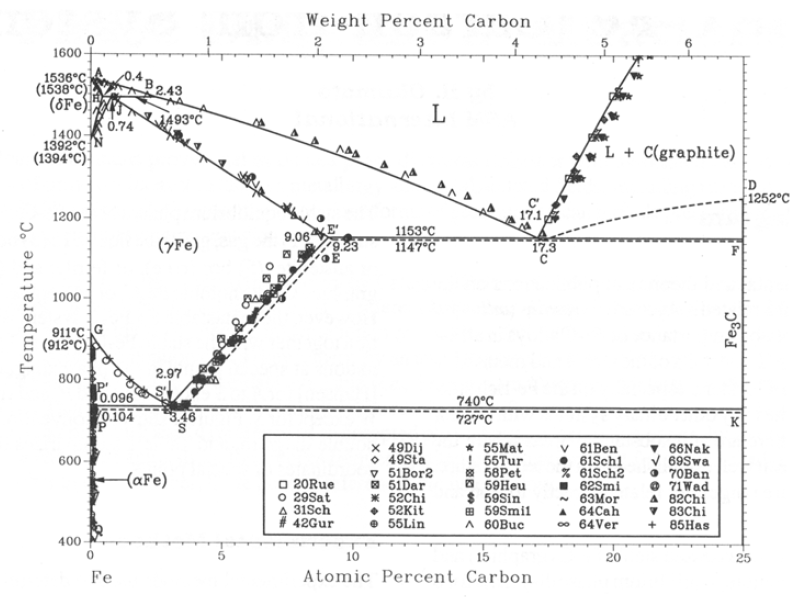 Weight Percent Carbon
0 1 2 3 4 5 6
1600
1536°C
(1538°C)
(δFe)
A
H
0.4
B
2.43
0.74
1493°C
1400
1392°C
(1394°C)
N
L
L + C(graphite)
D
1252°C
1200
C'
17.1
9.06
E'
1153°C
9.23
1147°C
17.3
E
C
F
(γFe)
Temperature °C
1000
Fe₃C
G
911°C
(912°C)
800
2.97
P'
S'
0.096
740°C
0.104
3.46
727°C
P
S
K
600
(αFe)
Q
400
20Rue
29Sat
31Sch
42Gur
49Dij
49Sta
51Bor2
51Dar
52Chi
52Kit
55Lin
55Mat
55Tur
58Pet
59Heu
59Sin
59Smi1
60Buc
61Ben
61Sch1
61Sch2
62Smi
63Mor
64Cah
64Ver
66Nak
69Swa
70Ban
71Wad
82Chi
83Chi
85Has
0 5 10 15 20 25
Fe
Atomic Percent Carbon